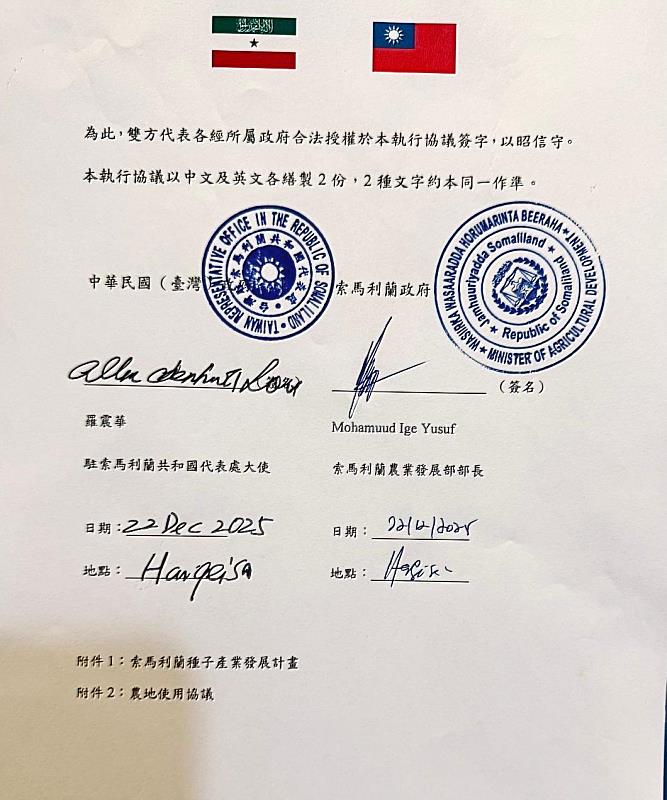 為此，雙方代表各經所屬政府合法授權於本執行協議簽字，以昭信守。
本執行協議以中文及英文各繕製2份，2種文字約本同一作準。
TAIWAN REPRESENTATIVE OFFICE IN THE REPUBLIC OF SOMALILAND
WASIIRKA WASAARADDA HORUMARINTA BEERAHA
MINISTER OF AGRICULTURAL DEVELOPMENT
Jamhuuriyadda Somaliland
Republic of Somaliland
中華民國（臺灣
索馬利蘭政府
（簽名）
羅震華
Mohamuud Ige Yusuf
駐索馬利蘭共和國代表處大使
索馬利蘭農業發展部部長
日期：22 Dec 2025
日期：22/12/2025
地點：Hargeisa
地點：
附件1：索馬利蘭種子產業發展計畫
附件2：農地使用協議